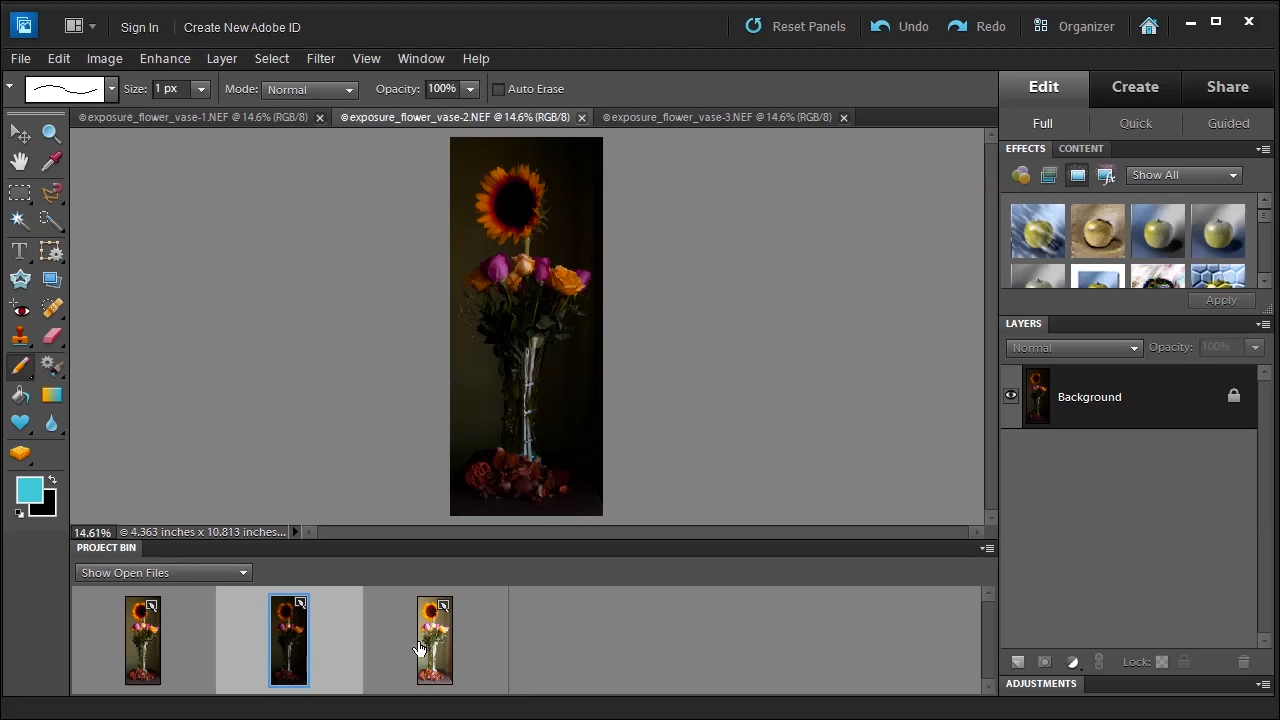 Sign In
Create New Adobe ID
Reset Panels
Undo
Redo
Organizer
File Edit Image Enhance Layer Select Filter View Window Help
Size: 1 px Mode: Normal Opacity: 100% Auto Erase
Edit Create Share
Full Quick Guided
© exposure_flower_vase-1.NEF @ 14.6% (RGB/8)
© exposure_flower_vase-2.NEF @ 14.6% (RGB/8)
© exposure_flower_vase-3.NEF @ 14.6% (RGB/8)
EFFECTS CONTENT
Show All
Apply
LAYERS
Normal Opacity: 100%
Background
14.61% © 4.363 inches x 10.813 inches...
PROJECT BIN
Show Open Files
Lock:
ADJUSTMENTS